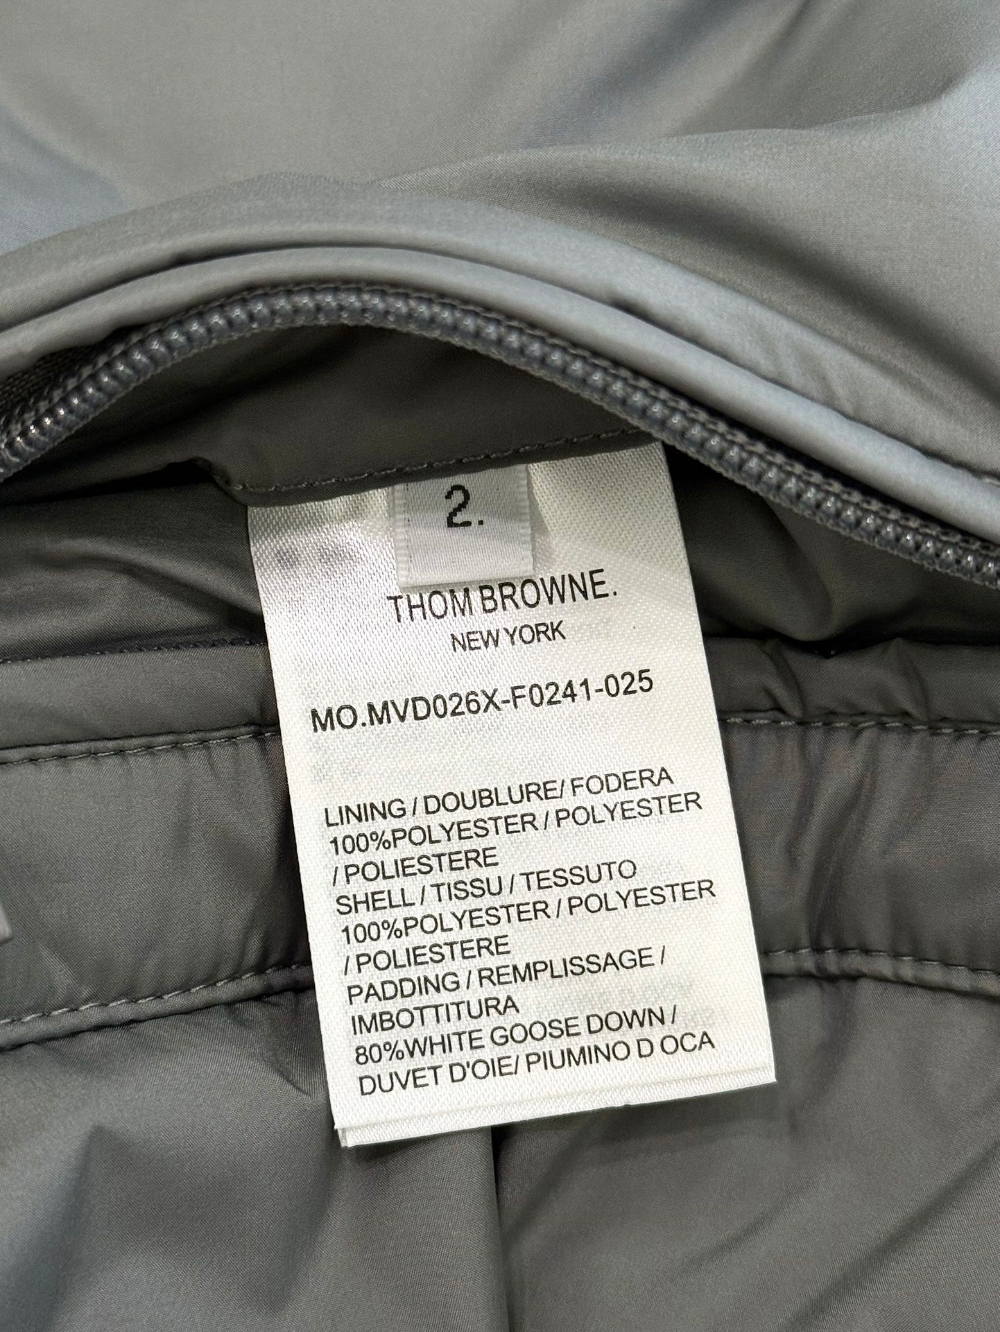 2.
THOM BROWNE.
NEW YORK
MO.MVD026X-F0241-025
LINING / DOUBLURE/ FODERA
100%POLYESTER / POLYESTER
/ POLIESTERE
SHELL / TISSU / TESSUTO
100%POLYESTER / POLYESTER
/ POLIESTERE
PADDING / REMPLISSAGE /
IMBOTTITURA
80%WHITE GOOSE DOWN /
DUVET D'OIE/ PIUMINO D OCA